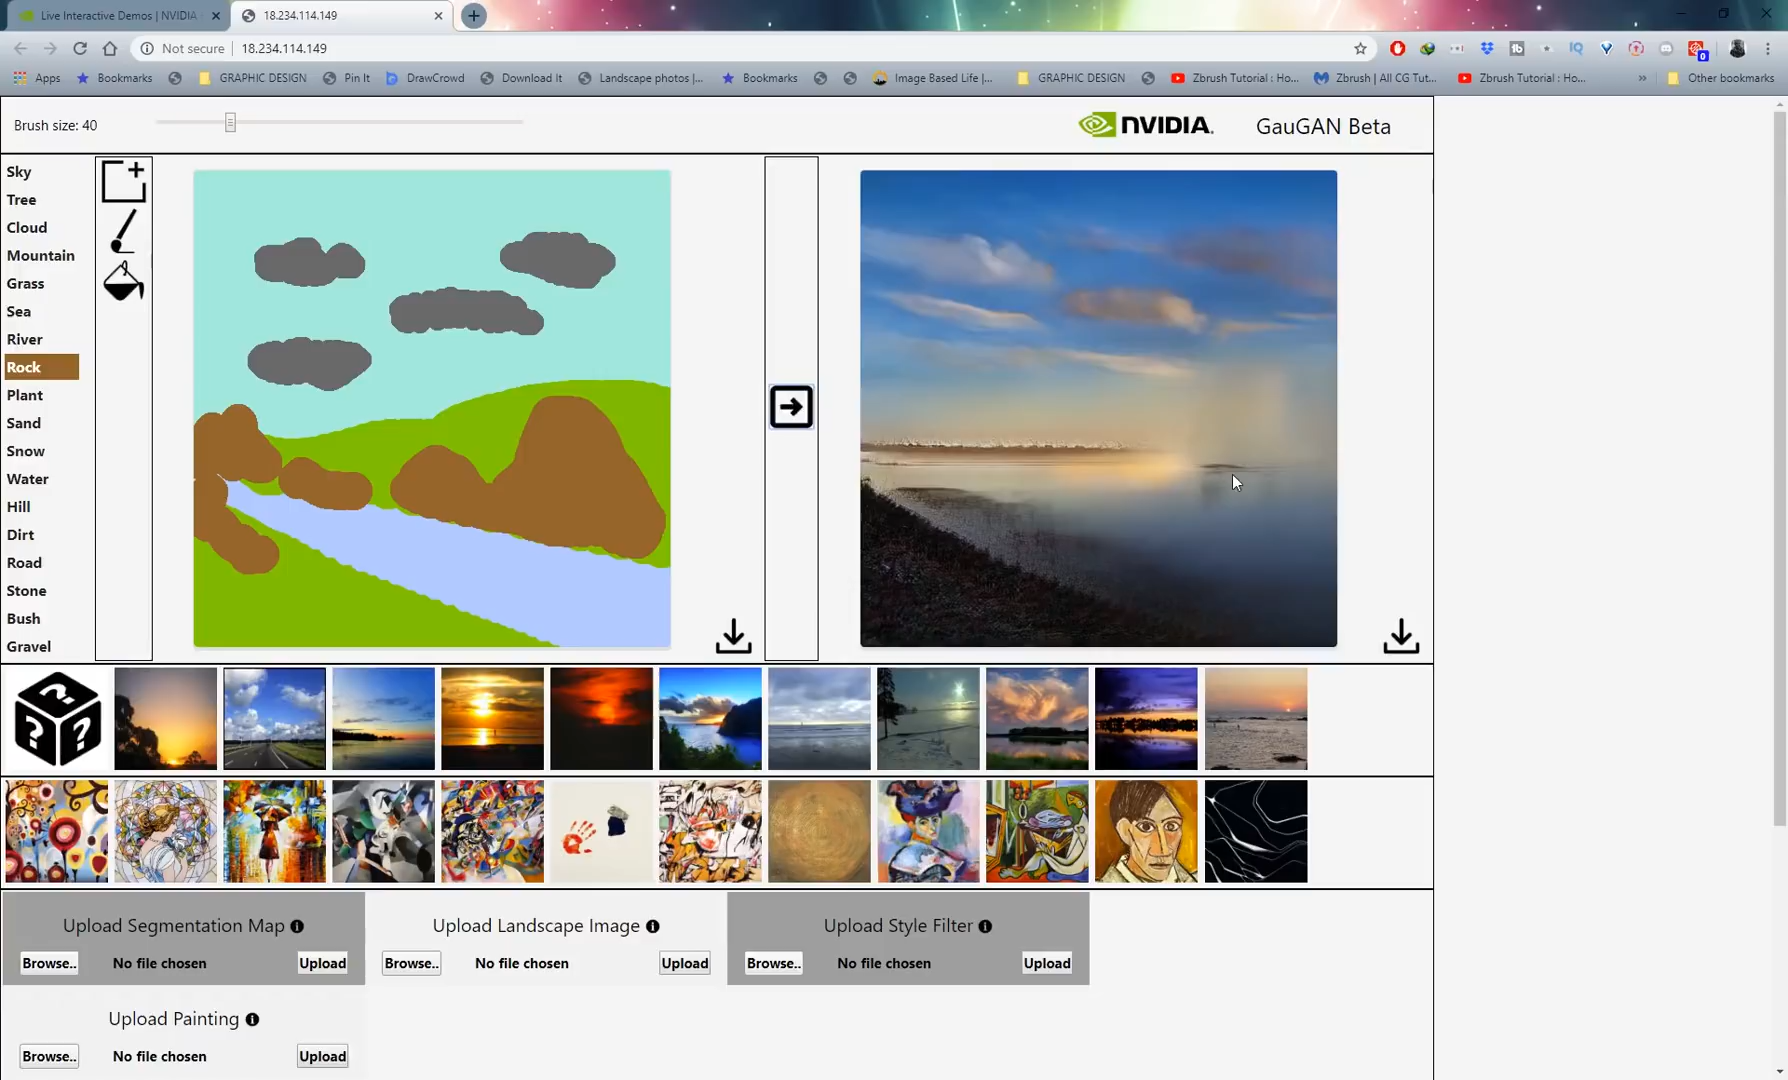 Live Interactive Demos | NVIDIA
18.234.114.149
Not secure
18.234.114.149
Apps
Bookmarks
GRAPHIC DESIGN
Pin It
DrawCrowd
Download It
Landscape photos |...
Bookmarks
Image Based Life |...
GRAPHIC DESIGN
Zbrush Tutorial : Ho...
Zbrush | All CG Tut...
Zbrush Tutorial : Ho...
Other bookmarks
Brush size: 40
NVIDIA.
GauGAN Beta
Sky
Tree
Cloud
Mountain
Grass
Sea
River
Rock
Plant
Sand
Snow
Water
Hill
Dirt
Road
Stone
Bush
Gravel
Upload Segmentation Map
Browse..
No file chosen
Upload
Upload Landscape Image
Browse..
No file chosen
Upload
Upload Style Filter
Browse..
No file chosen
Upload
Upload Painting
Browse..
No file chosen
Upload